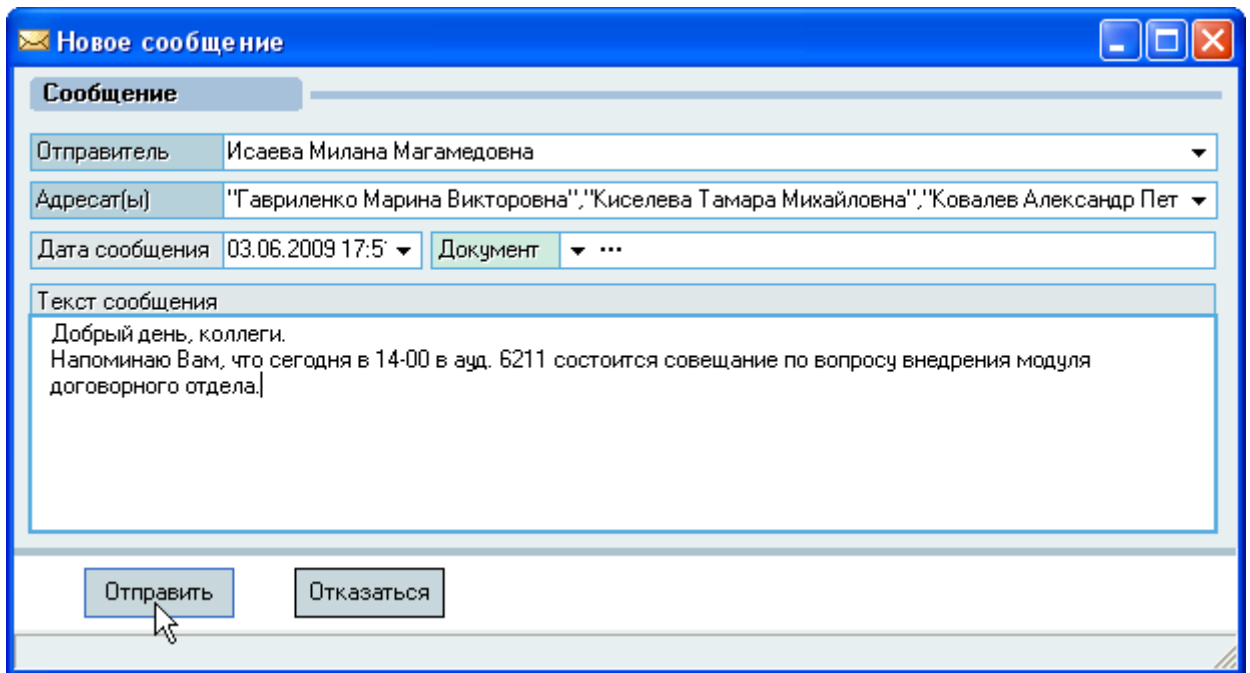 Новое сообщение
Сообщение
Отправитель Исаева Милана Магамедовна
Адресат(ы) "Гавриленко Марина Викторовна","Киселева Тамара Михайловна","Ковалев Александр Пет
Дата сообщения 03.06.2009 17:5 Документ ...
Текст сообщения
Добрый день, коллеги.
Напоминаю Вам, что сегодня в 14-00 в ауд. 6211 состоится совещание по вопросу внедрения модуля
договорного отдела.
Отправить Отказаться